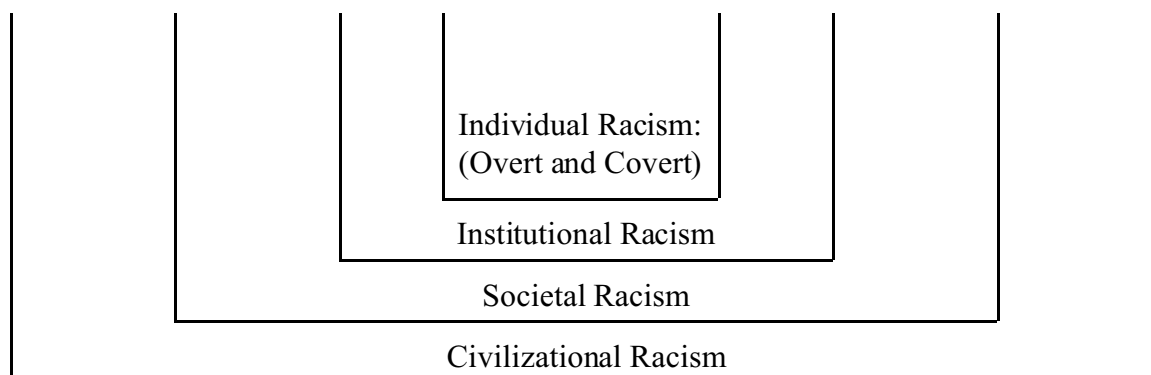 Individual Racism:
(Overt and Covert)
Institutional Racism
Societal Racism
Civilizational Racism